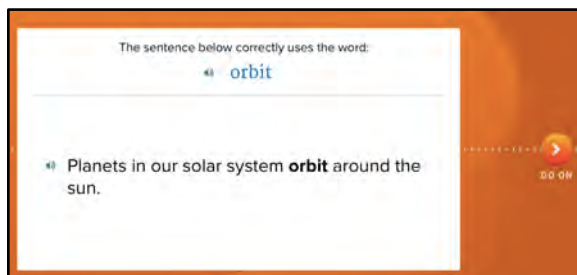 The sentence below correctly uses the word:
orbit
Planets in our solar system orbit around the
sun.
GO ON